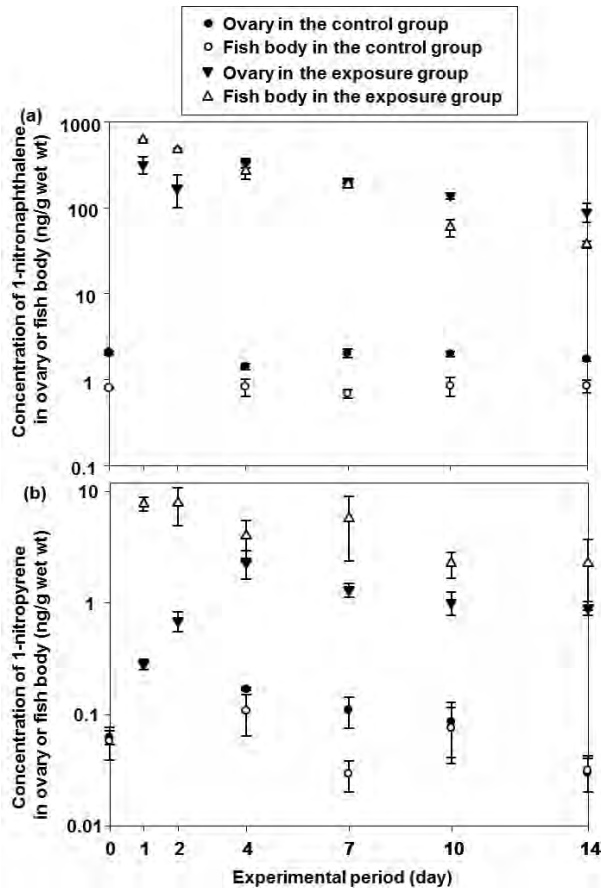 Ovary in the control group
Fish body in the control group
Ovary in the exposure group
Fish body in the exposure group
(a)
Concentration of 1-nitronaphthalene
in ovary or fish body (ng/g wet wt)
1000
100
10
1
0.1
(b)
Concentration of 1-nitropyrene
in ovary or fish body (ng/g wet wt)
10
1
0.1
0.01
0 1 2 4 7 10 14
Experimental period (day)